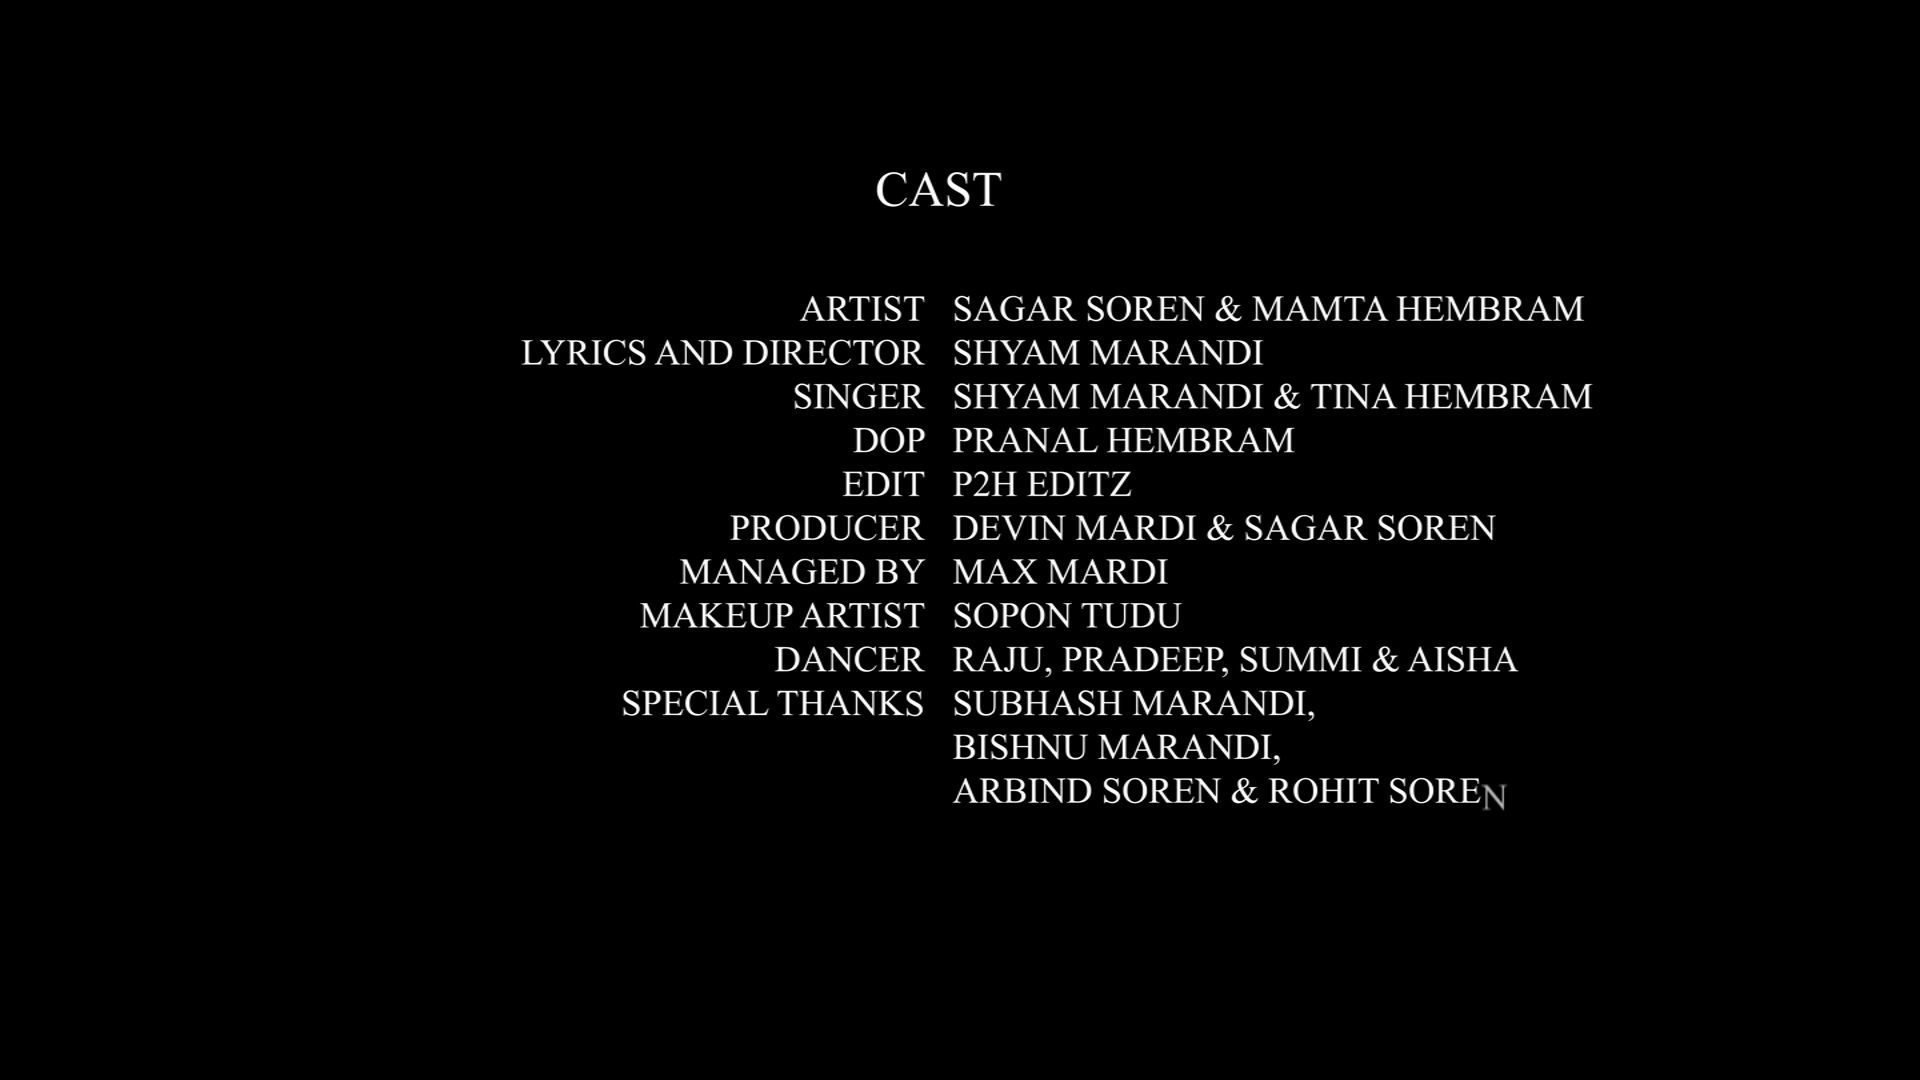 CAST
ARTIST SAGAR SOREN & MAMTA HEMBRAM
LYRICS AND DIRECTOR SHYAM MARANDI
SINGER SHYAM MARANDI & TINA HEMBRAM
DOP PRANAL HEMBRAM
EDIT P2H EDITZ
PRODUCER DEVIN MARDI & SAGAR SOREN
MANAGED BY MAX MARDI
MAKEUP ARTIST SOPON TUDU
DANCER RAJU, PRADEEP, SUMMI & AISHA
SPECIAL THANKS SUBHASH MARANDI,
BISHNU MARANDI,
ARBIND SOREN & ROHIT SOREN